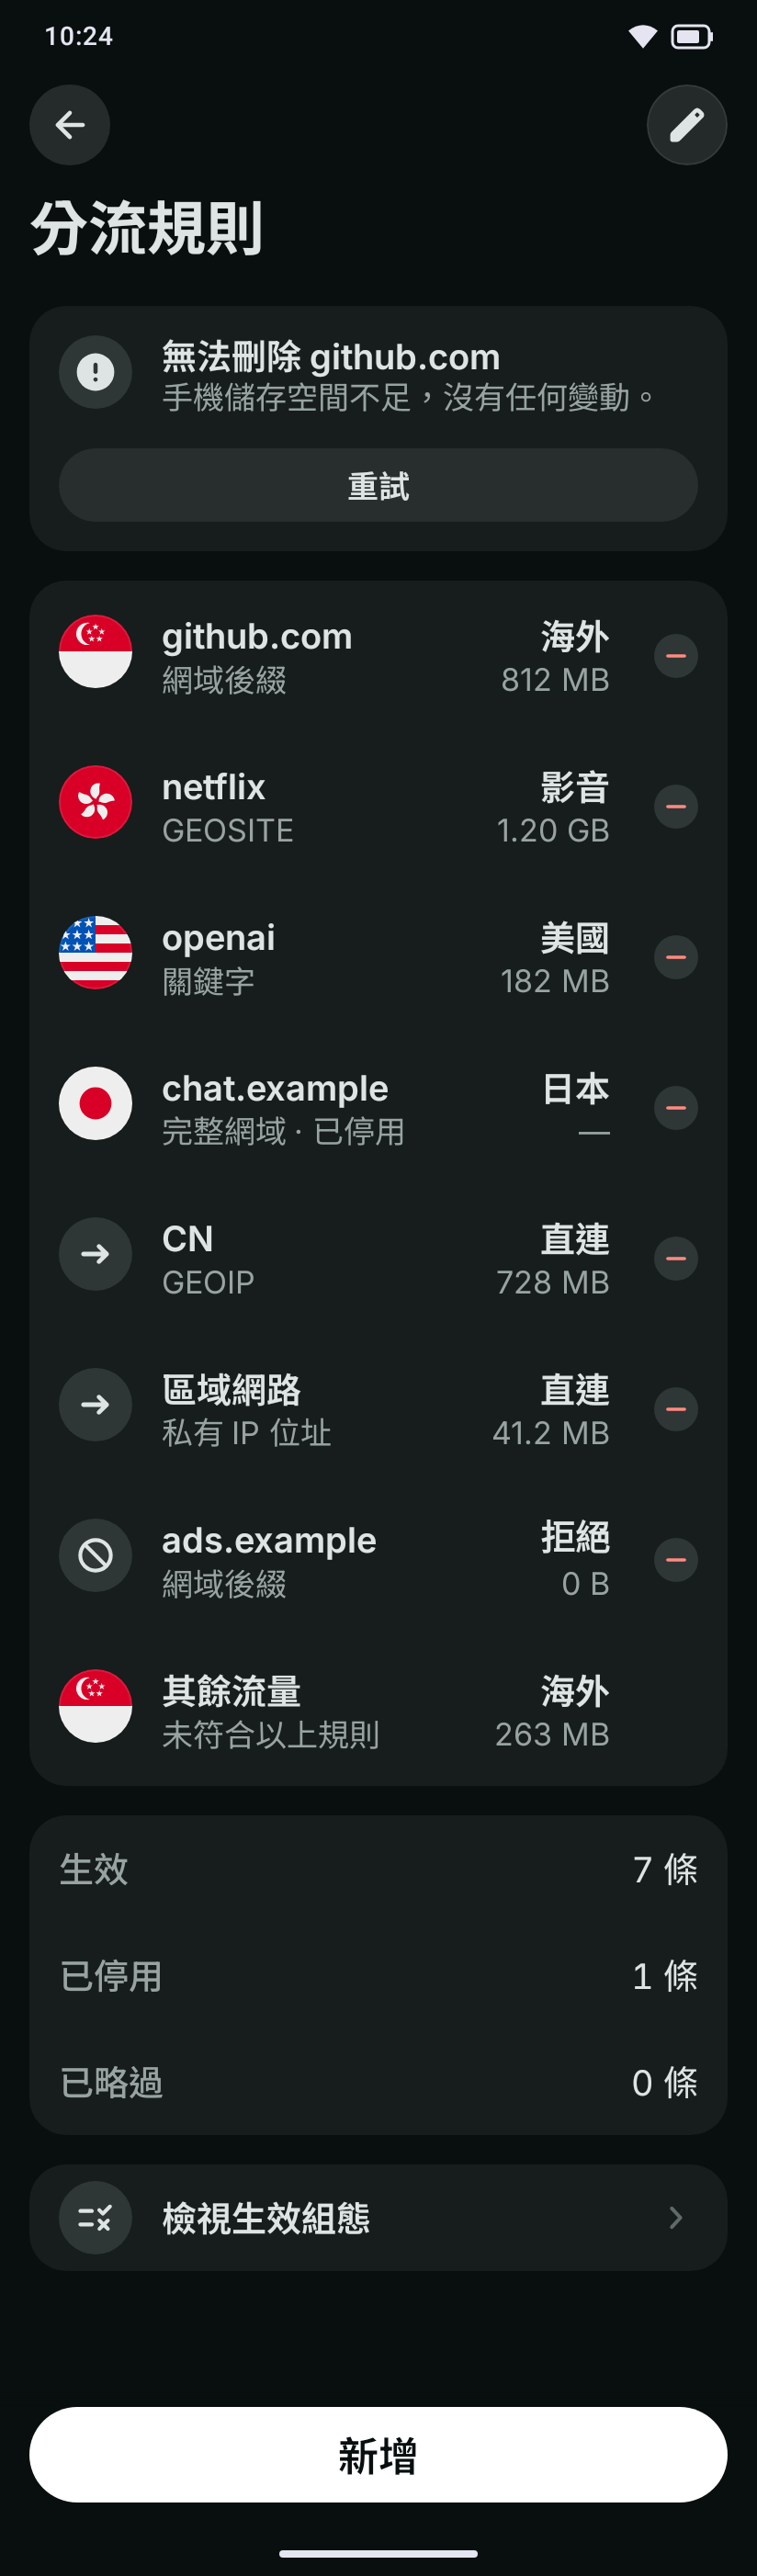 10:24
分流規則
無法刪除 github.com
手機儲存空間不足，沒有任何變動。
重試
github.com 海外
網域後綴 812 MB
netflix 影音
GEOSITE 1.20 GB
openai 美國
關鍵字 182 MB
chat.example 日本
完整網域 · 已停用 —
CN 直連
GEOIP 728 MB
區域網路 直連
私有 IP 位址 41.2 MB
ads.example 拒絕
網域後綴 0 B
其餘流量 海外
未符合以上規則 263 MB
生效 7 條
已停用 1 條
已略過 0 條
檢視生效組態
新增